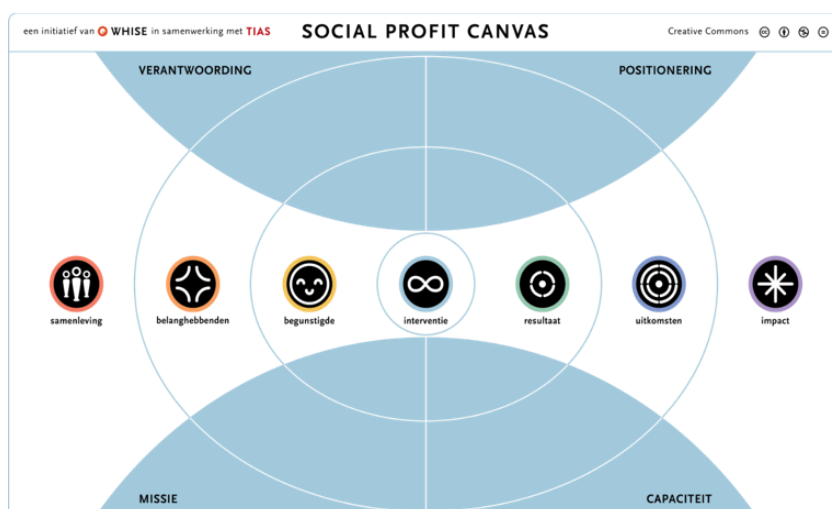 een initiatief van WHISE in samenwerking met TIAS
SOCIAL PROFIT CANVAS
Creative Commons
VERANTWOORDING
POSITIONERING
samenleving
belanghebbenden
begunstigde
interventie
resultaat
uitkomsten
impact
MISSIE
CAPACITEIT